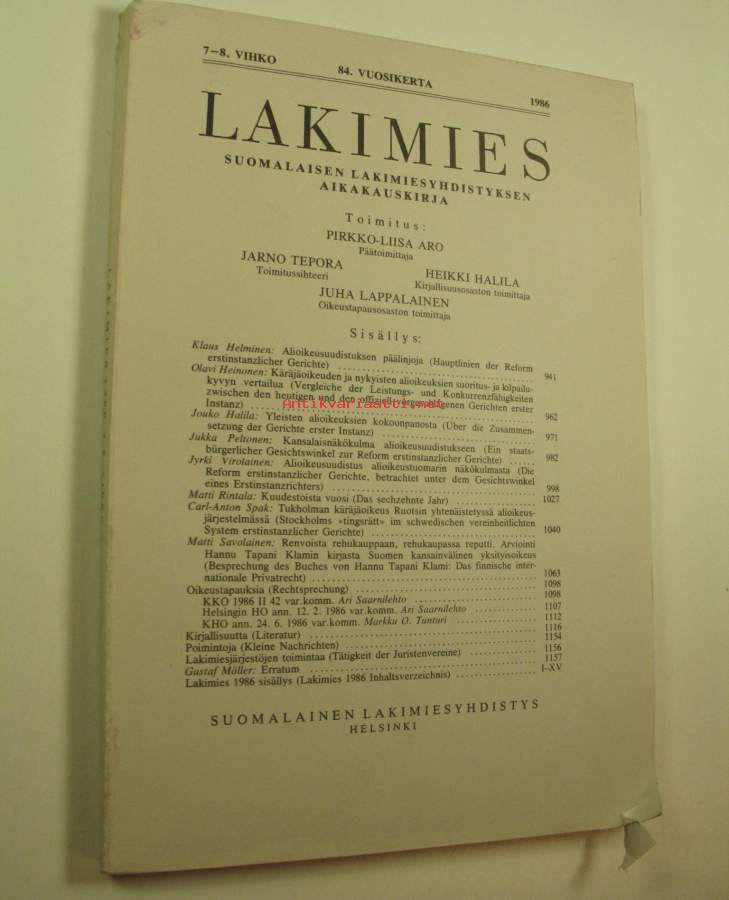 7–8. VIHKO 84. VUOSIKERTA 1986
LAKIMIES
SUOMALAISEN LAKIMIESYHDISTYKSEN
AIKAKAUSKIRJA
Toimitus:
PIRKKO-LIISA ARO
Päätoimittaja
JARNO TEPORA HEIKKI HALILA
Toimitussihteeri Kirjallisuusosaston toimittaja
JUHA LAPPALAINEN
Oikeustapausosaston toimittaja
Sisällys:
Klaus Helminen: Alioikeusuudistuksen päälinjoja (Hauptlinien der Reform
erstinstanzlicher Gerichte) 941
Olavi Heinonen: Käräjäoikeuden ja nykyisten alioikeuksien suoritus- ja kilpailu-
kyvyn vertailua (Vergleiche der Leistungs- und Konkurrenzfähigkeiten
zwischen den heutigen und den offiziell vorgeschlagenen Gerichten erster
Instanz) 962
Antikvariaatti.net
Jouko Halila: Yleisten alioikeuksien kokoonpanosta (Über die Zusammen-
setzung der Gerichte erster Instanz) 971
Jukka Peltonen: Kansalaisnäkökulma alioikeusuudistukseen (Ein staats-
bürgerlicher Gesichtswinkel zur Reform erstinstanzlicher Gerichte) 982
Jyrki Virolainen: Alioikeusuudistus alioikeustuomarin näkökulmasta (Die
Reform erstinstanzlicher Gerichte, betrachtet unter dem Gesichtswinkel
eines Erstinstanzrichters) 998
Matti Rintala: Kuudestoista vuosi (Das sechzehnte Jahr) 1027
Carl-Anton Spak: Tukholman käräjäoikeus Ruotsin yhtenäistetyssä alioikeus-
järjestelmässä (Stockholms »tingsrätt» im schwedischen vereinheitlichten
System erstinstanzlicher Gerichte) 1040
Matti Savolainen: Renvoista rehukauppaan, rehukaupassa reputti. Arviointi
Hannu Tapani Klamin kirjasta Suomen kansainvälinen yksityisoikeus
(Besprechung des Buches von Hannu Tapani Klami: Das finnische inter-
nationale Privatrecht) 1063
Oikeustapauksia (Rechtsprechung) 1098
KKO 1986 II 42 var.komm. Ari Saarnilehto 1098
Helsingin HO ann. 12. 2. 1986 var.komm. Ari Saarnilehto 1107
KHO ann. 24. 6. 1986 var.komm. Markku O. Tunturi 1112
Kirjallisuutta (Literatur) 1116
Poimintoja (Kleine Nachrichten) 1154
Lakimiesjärjestöjen toimintaa (Tätigkeit der Juristenvereine) 1156
Gustaf Möller: Erratum 1157
Lakimies 1986 sisällys (Lakimies 1986 Inhaltsverzeichnis) I–XV
SUOMALAINEN LAKIMIESYHDISTYS
HELSINKI